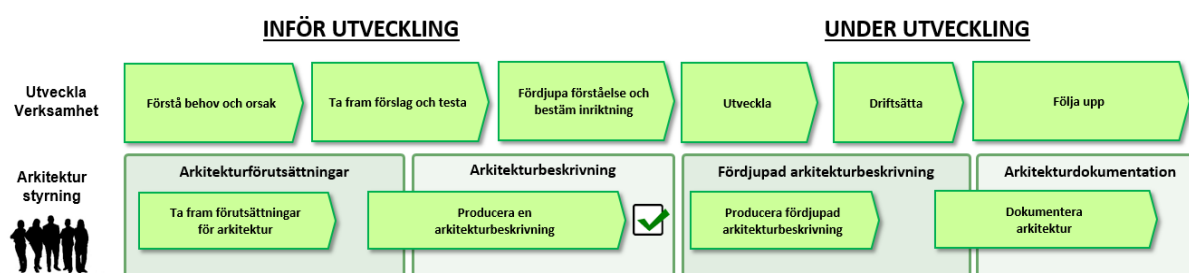 INFÖR UTVECKLING
UNDER UTVECKLING
Utveckla
Verksamhet
Förstå behov och orsak
Ta fram förslag och testa
Fördjupa förståelse och
bestäm inriktning
Utveckla
Driftsätta
Följa upp
Arkitektur
styrning
Arkitekturförutsättningar
Ta fram förutsättningar
för arkitektur
Arkitekturbeskrivning
Producera en
arkitekturbeskrivning
Fördjupad arkitekturbeskrivning
Producera fördjupad
arkitekturbeskrivning
Arkitekturdokumentation
Dokumentera
arkitektur